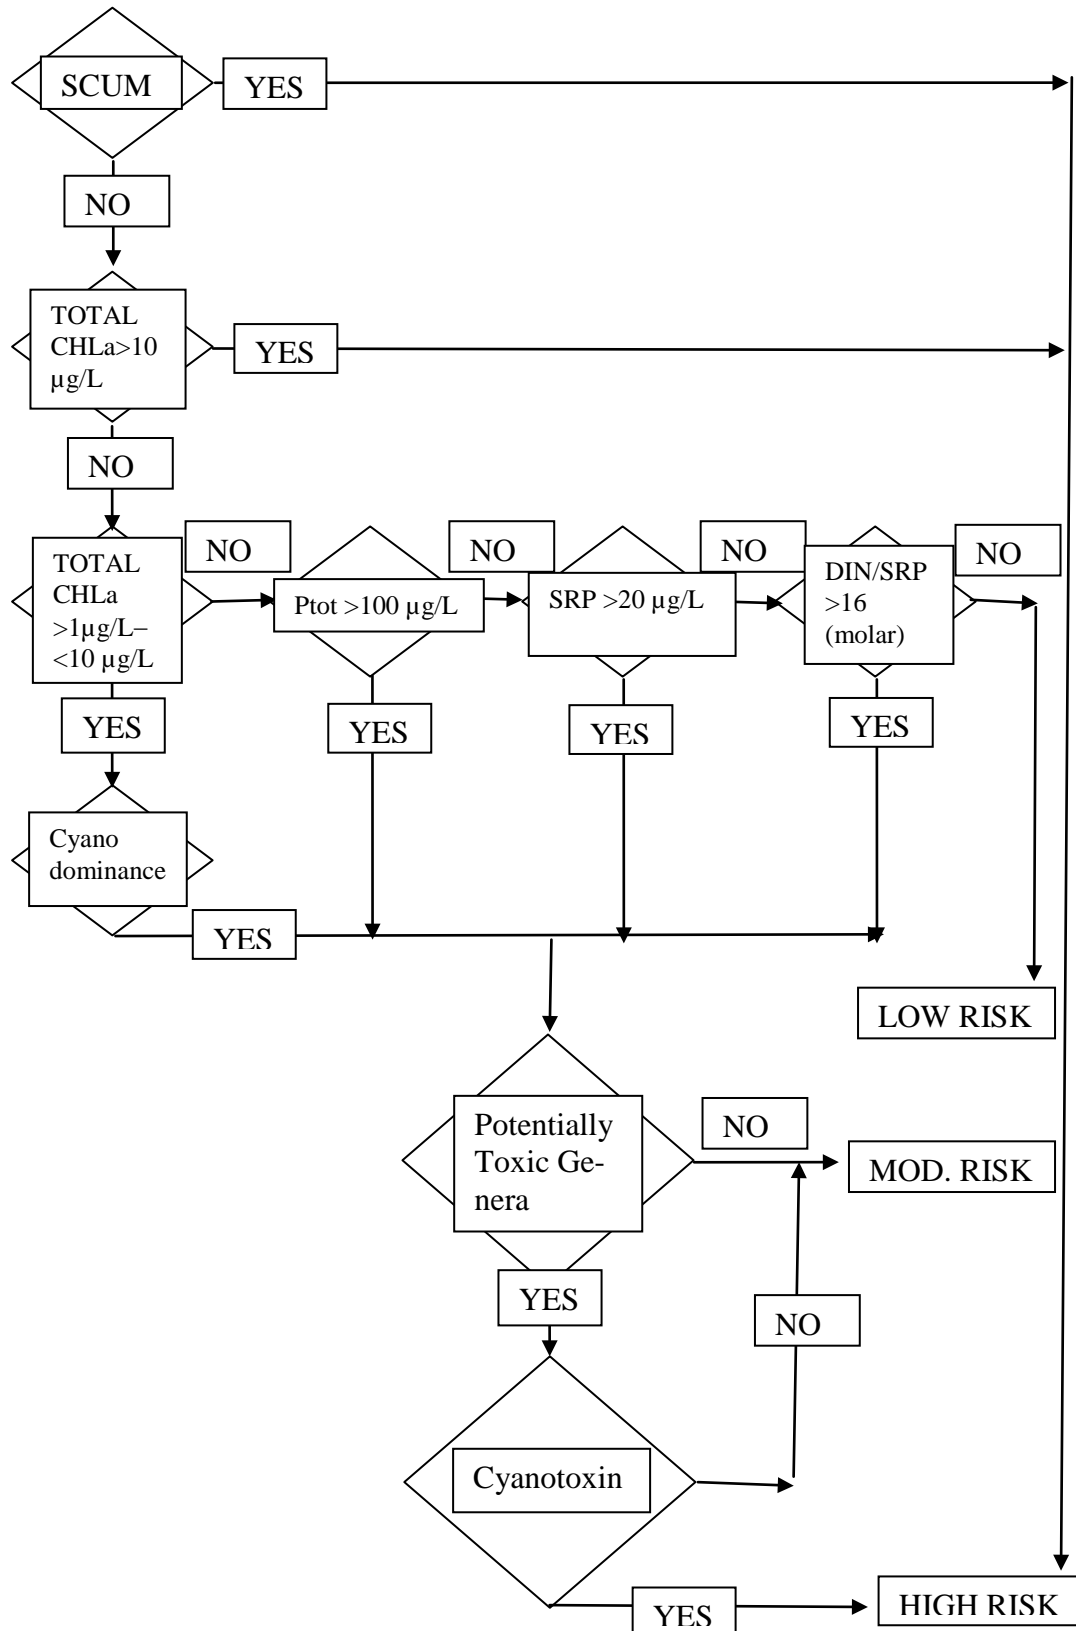 SCUM
YES
NO
TOTAL
CHLa>10
µg/L
YES
NO
TOTAL
CHLa
>1µg/L–
<10 µg/L
NO
Ptot >100 µg/L
NO
SRP >20 µg/L
NO
DIN/SRP
>16
(molar)
NO
YES
YES
YES
YES
Cyano
dominance
YES
LOW RISK
Potentially
Toxic Ge-
nera
NO
MOD. RISK
YES
NO
Cyanotoxin
YES
HIGH RISK